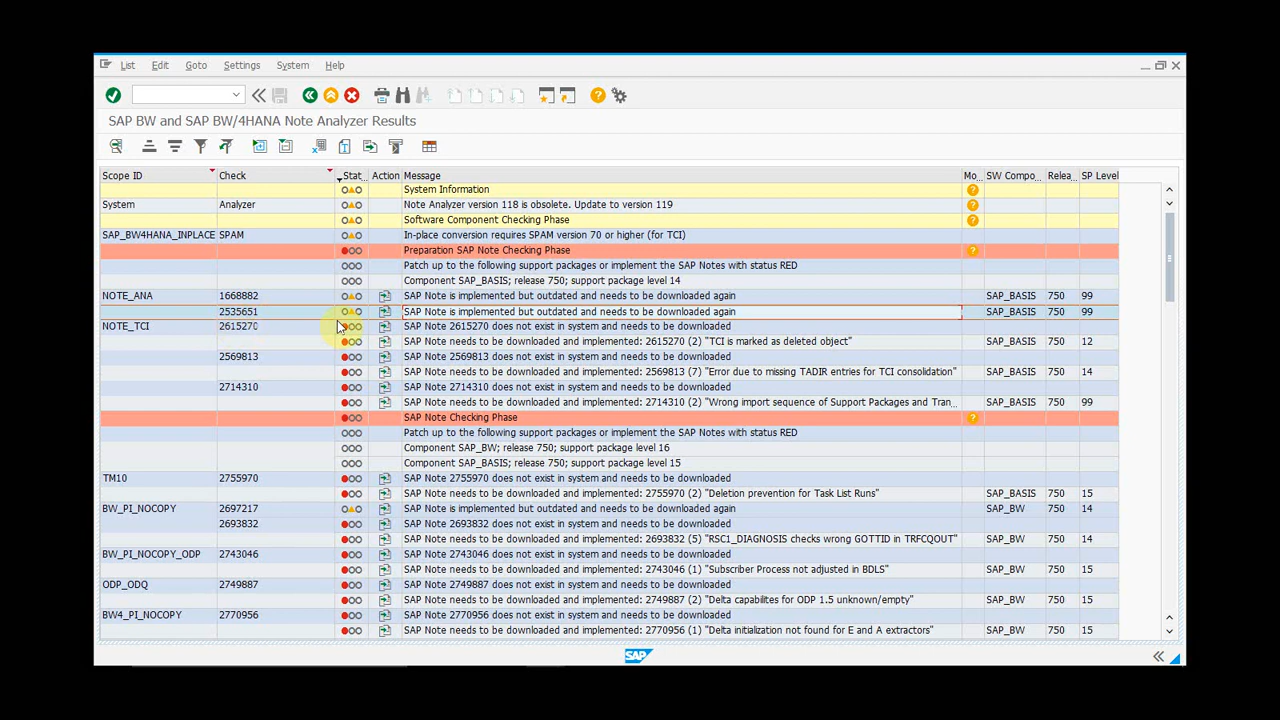 List Edit Goto Settings System Help
SAP BW and SAP BW/4HANA Note Analyzer Results
Scope ID Check Stat.. Action Message Mo... SW Compo... Relea... SP Level
System Information
System Analyzer Note Analyzer version 118 is obsolete. Update to version 119
Software Component Checking Phase
SAP_BW4HANA_INPLACE SPAM In-place conversion requires SPAM version 70 or higher (for TCI)
Preparation SAP Note Checking Phase
Patch up to the following support packages or implement the SAP Notes with status RED
Component SAP_BASIS; release 750; support package level 14
NOTE_ANA 1668882 SAP Note is implemented but outdated and needs to be downloaded again SAP_BASIS 750 99
2535651 SAP Note is implemented but outdated and needs to be downloaded again SAP_BASIS 750 99
NOTE_TCI 2615270 SAP Note 2615270 does not exist in system and needs to be downloaded
SAP Note needs to be downloaded and implemented: 2615270 (2) "TCI is marked as deleted object" SAP_BASIS 750 12
2569813 SAP Note 2569813 does not exist in system and needs to be downloaded
SAP Note needs to be downloaded and implemented: 2569813 (7) "Error due to missing TADIR entries for TCI consolidation" SAP_BASIS 750 14
2714310 SAP Note 2714310 does not exist in system and needs to be downloaded
SAP Note needs to be downloaded and implemented: 2714310 (2) "Wrong import sequence of Support Packages and Tran... SAP_BASIS 750 99
SAP Note Checking Phase
Patch up to the following support packages or implement the SAP Notes with status RED
Component SAP_BW; release 750; support package level 16
Component SAP_BASIS; release 750; support package level 15
TM10 2755970 SAP Note 2755970 does not exist in system and needs to be downloaded
SAP Note needs to be downloaded and implemented: 2755970 (2) "Deletion prevention for Task List Runs" SAP_BASIS 750 15
BW_PI_NOCOPY 2697217 SAP Note is implemented but outdated and needs to be downloaded again SAP_BW 750 14
2693832 SAP Note 2693832 does not exist in system and needs to be downloaded
SAP Note needs to be downloaded and implemented: 2693832 (5) "RSC1_DIAGNOSIS checks wrong GOTTID in TRFCQOUT" SAP_BW 750 14
BW_PI_NOCOPY_ODP 2743046 SAP Note 2743046 does not exist in system and needs to be downloaded
SAP Note needs to be downloaded and implemented: 2743046 (1) "Subscriber Process not adjusted in BDLS" SAP_BW 750 15
ODP_ODQ 2749887 SAP Note 2749887 does not exist in system and needs to be downloaded
SAP Note needs to be downloaded and implemented: 2749887 (2) "Delta capabilites for ODP 1.5 unknown/empty" SAP_BW 750 15
BW4_PI_NOCOPY 2770956 SAP Note 2770956 does not exist in system and needs to be downloaded
SAP Note needs to be downloaded and implemented: 2770956 (1) "Delta initialization not found for E and A extractors" SAP_BW 750 15
SAP